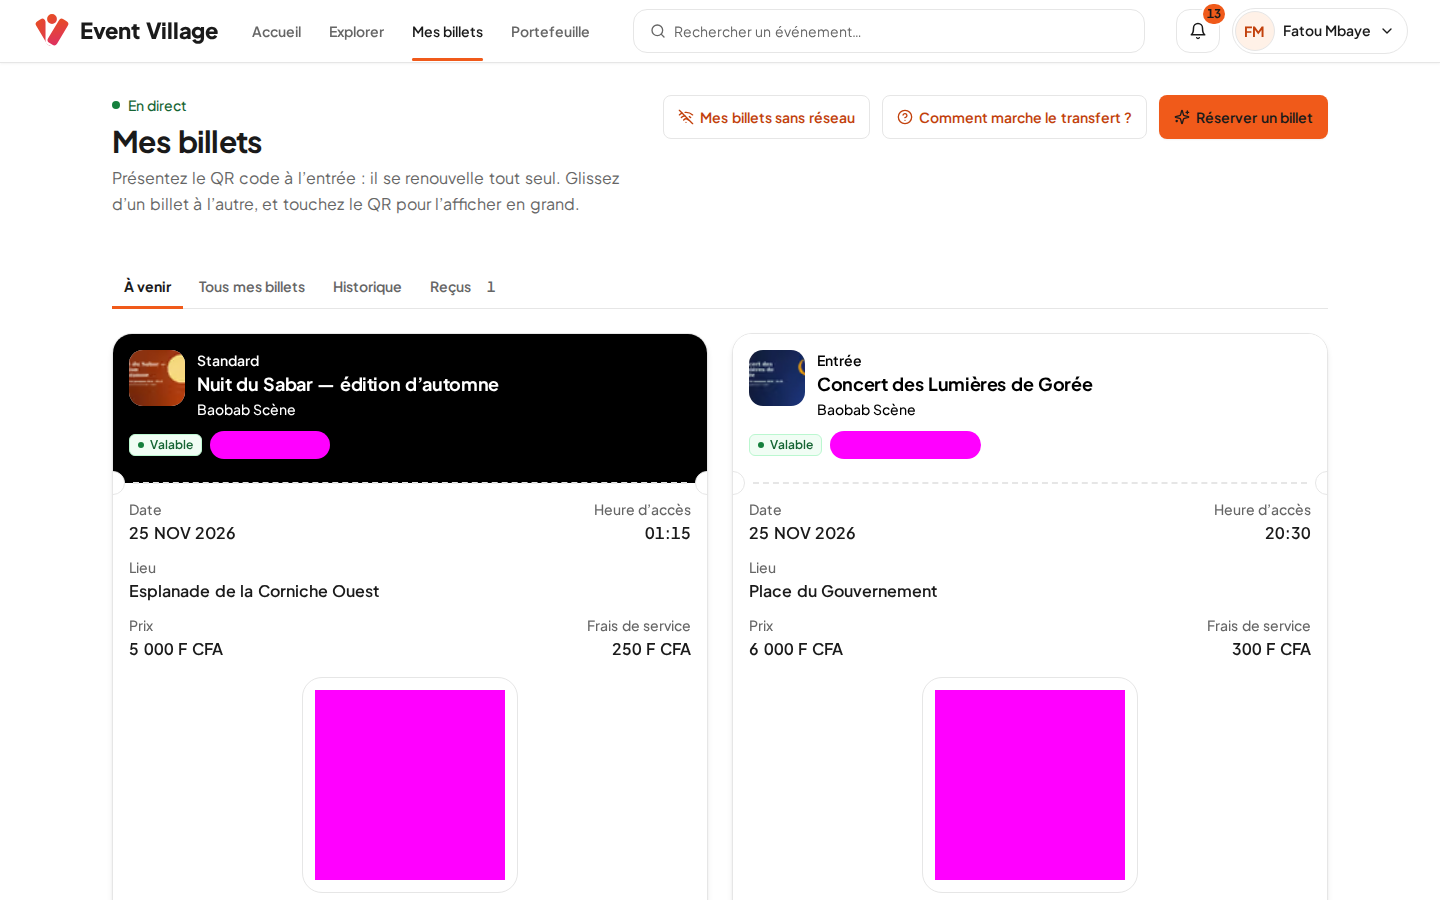 Event Village
Accueil
Explorer
Mes billets
Portefeuille
Rechercher un événement…
13
FM
Fatou Mbaye
En direct
Mes billets sans réseau
Comment marche le transfert ?
Réserver un billet
Mes billets
Présentez le QR code à l’entrée : il se renouvelle tout seul. Glissez
d’un billet à l’autre, et touchez le QR pour l’afficher en grand.
À venir
Tous mes billets
Historique
Reçus 1
Standard
Nuit du Sabar — édition d’automne
Baobab Scène
Valable
Date
Heure d’accès
25 NOV 2026
01:15
Lieu
Esplanade de la Corniche Ouest
Prix
Frais de service
5 000 F CFA
250 F CFA
Entrée
Concert des Lumières de Gorée
Baobab Scène
Valable
Date
Heure d’accès
25 NOV 2026
20:30
Lieu
Place du Gouvernement
Prix
Frais de service
6 000 F CFA
300 F CFA